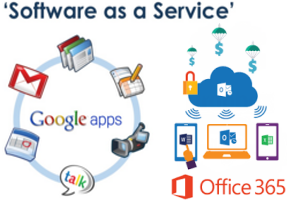 'Software as a Service'
Google apps
talk
Office 365